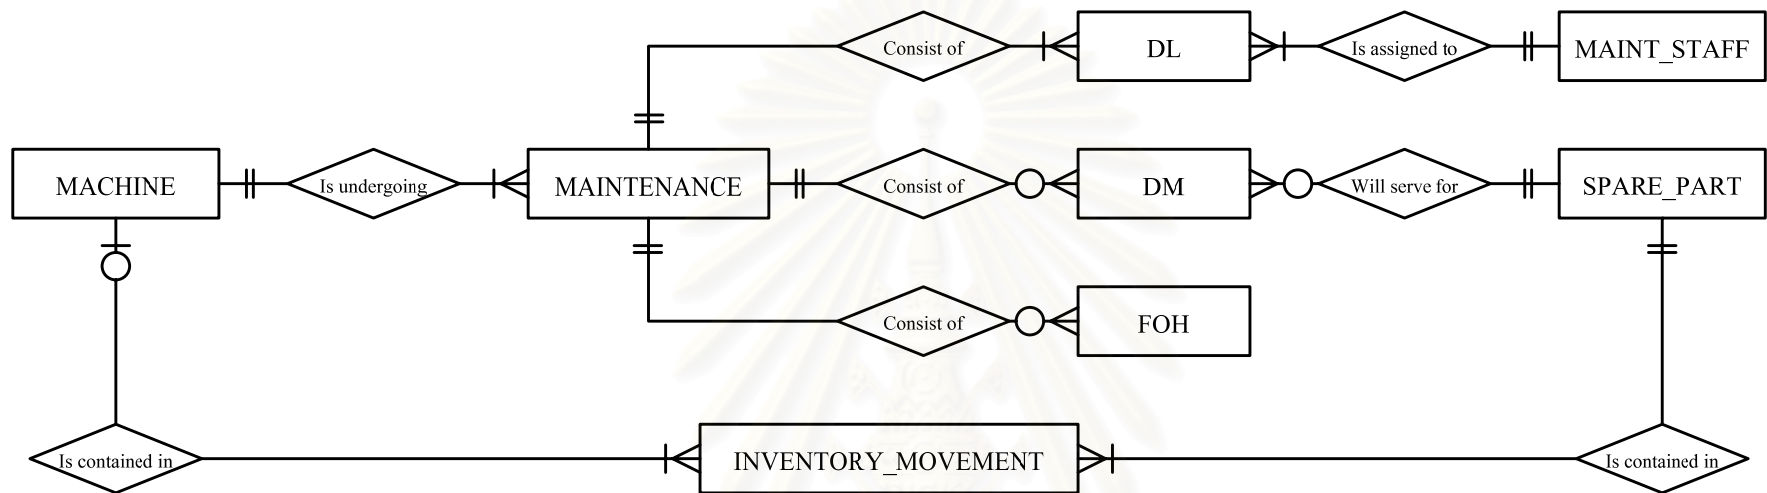 Consist of
DL
Is assigned to
MAINT_STAFF
MACHINE
Is undergoing
MAINTENANCE
Consist of
DM
Will serve for
SPARE_PART
Consist of
FOH
Is contained in
INVENTORY_MOVEMENT
Is contained in